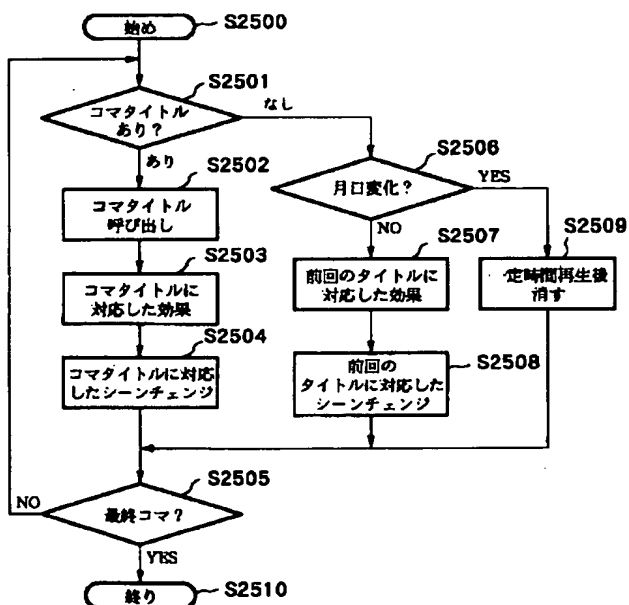 始め
S2500
S2501
コマタイトル
あり？
なし
あり
S2502
コマタイトル
呼び出し
S2503
コマタイトルに
対応した効果
S2504
コマタイトルに対応
したシーンチェンジ
S2506
月日変化？
YES
NO
S2507
前回のタイトルに
対応した効果
S2508
前回の
タイトルに対応した
シーンチェンジ
S2509
一定時間再生後
消す
S2505
最終コマ？
NO
YES
終り
S2510